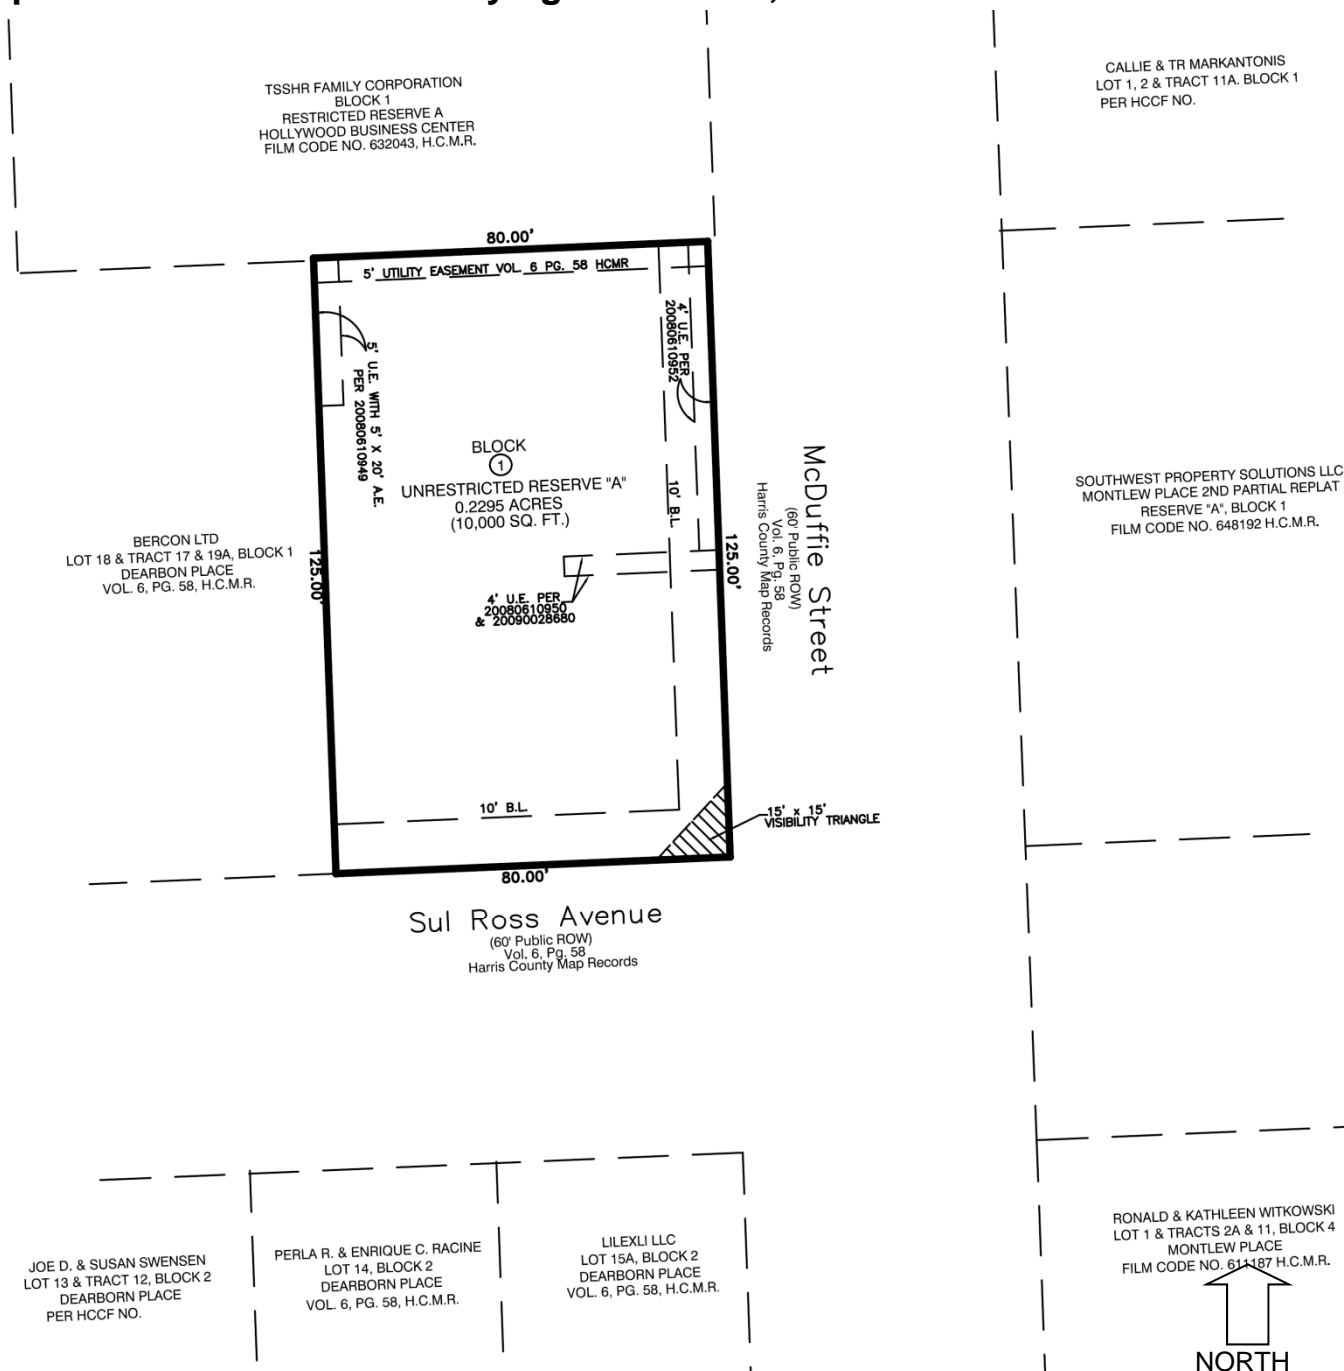 TSSHR FAMILY CORPORATION
BLOCK 1
RESTRICTED RESERVE A
HOLLYWOOD BUSINESS CENTER
FILM CODE NO. 632043, H.C.M.R.
CALLIE & TR MARKANTONIS
LOT 1, 2 & TRACT 11A. BLOCK 1
PER HCCF NO.
80.00'
5' UTILITY EASEMENT VOL. 6 PG. 58 HCMR
4' U.E. PER
20080610952
5' U.E. WITH 5' X 20' A.E.
PER 20080610949
BLOCK
1
UNRESTRICTED RESERVE "A"
0.2295 ACRES
(10,000 SQ. FT.)
10' B.L.
McDuffie Street
(60' Public ROW)
Vol. 6, Pg. 58
Harris County Map Records
SOUTHWEST PROPERTY SOLUTIONS LLC
MONTLEW PLACE 2ND PARTIAL REPLAT
RESERVE "A", BLOCK 1
FILM CODE NO. 648192 H.C.M.R.
BERCON LTD
LOT 18 & TRACT 17 & 19A, BLOCK 1
DEARBON PLACE
VOL. 6, PG. 58, H.C.M.R.
125.00'
125.00'
4' U.E. PER
20080610950
& 20090028680
10' B.L.
15' x 15'
VISIBILITY TRIANGLE
80.00'
Sul Ross Avenue
(60' Public ROW)
Vol. 6, Pg. 58
Harris County Map Records
JOE D. & SUSAN SWENSEN
LOT 13 & TRACT 12, BLOCK 2
DEARBORN PLACE
PER HCCF NO.
PERLA R. & ENRIQUE C. RACINE
LOT 14, BLOCK 2
DEARBORN PLACE
VOL. 6, PG. 58, H.C.M.R.
LILEXLI LLC
LOT 15A, BLOCK 2
DEARBORN PLACE
VOL. 6, PG. 58, H.C.M.R.
RONALD & KATHLEEN WITKOWSKI
LOT 1 & TRACTS 2A & 11, BLOCK 4
MONTLEW PLACE
FILM CODE NO. 611187 H.C.M.R.
NORTH